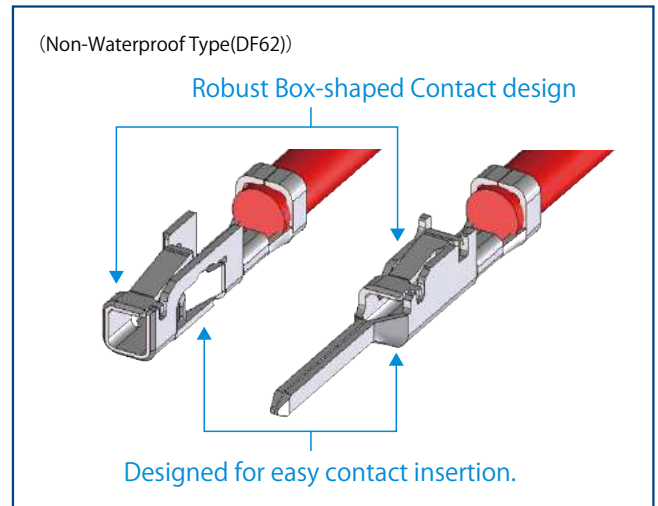 （Non-Waterproof Type(DF62)）
Robust Box-shaped Contact design
Designed for easy contact insertion.